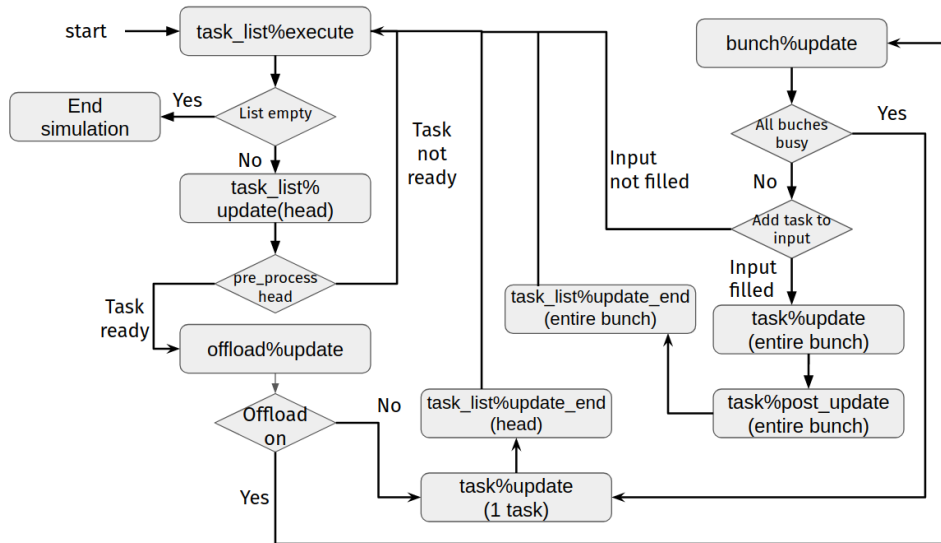 start
task_list%execute
End
simulation
Yes
List empty
No
task_list%
update(head)
pre_process
head
Task
not
ready
Task
ready
offload%update
Offload
on
No
Yes
task_list%update_end
(head)
task%update
(1 task)
bunch%update
All buches
busy
Yes
No
Add task to
input
Input
not filled
Input
filled
task%update
(entire bunch)
task%post_update
(entire bunch)
task_list%update_end
(entire bunch)